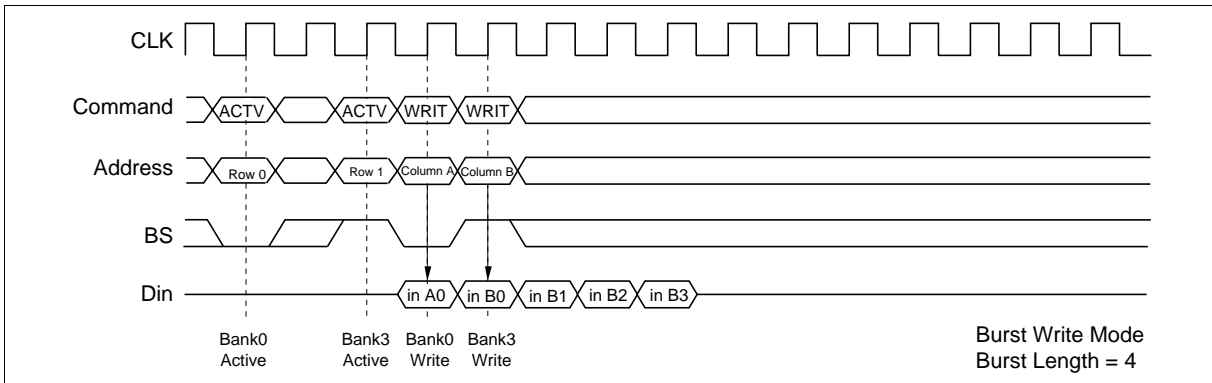 CLK
Command ACTV ACTV WRIT WRIT
Address Row 0 Row 1 Column A Column B
BS
Din in A0 in B0 in B1 in B2 in B3
Bank0 Bank3 Bank0 Bank3
Active Active Write Write
Burst Write Mode
Burst Length = 4